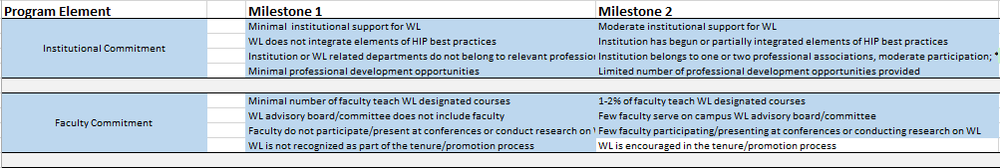 Program Element Milestone 1 Milestone 2
Minimal institutional support for WL Moderate institutional support for WL
WL does not integrate elements of HIP best practices Institution has begun or partially integrated elements of HIP best practices
Institutional Commitment
Institution or WL related departments do not belong to relevant profession Institution belongs to one or two professional associations, moderate participation; *
Minimal professional development opportunities Limited number of professional development opportunities provided
Minimal number of faculty teach WL designated courses 1-2% of faculty teach WL designated courses
WL advisory board/committee does not include faculty Few faculty serve on campus WL advisory board/committee
Faculty Commitment
Faculty do not participate/present at conferences or conduct research on Few faculty participating/presenting at conferences or conducting research on WL
WL is not recognized as part of the tenure/promotion process WL is encouraged in the tenure/promotion process